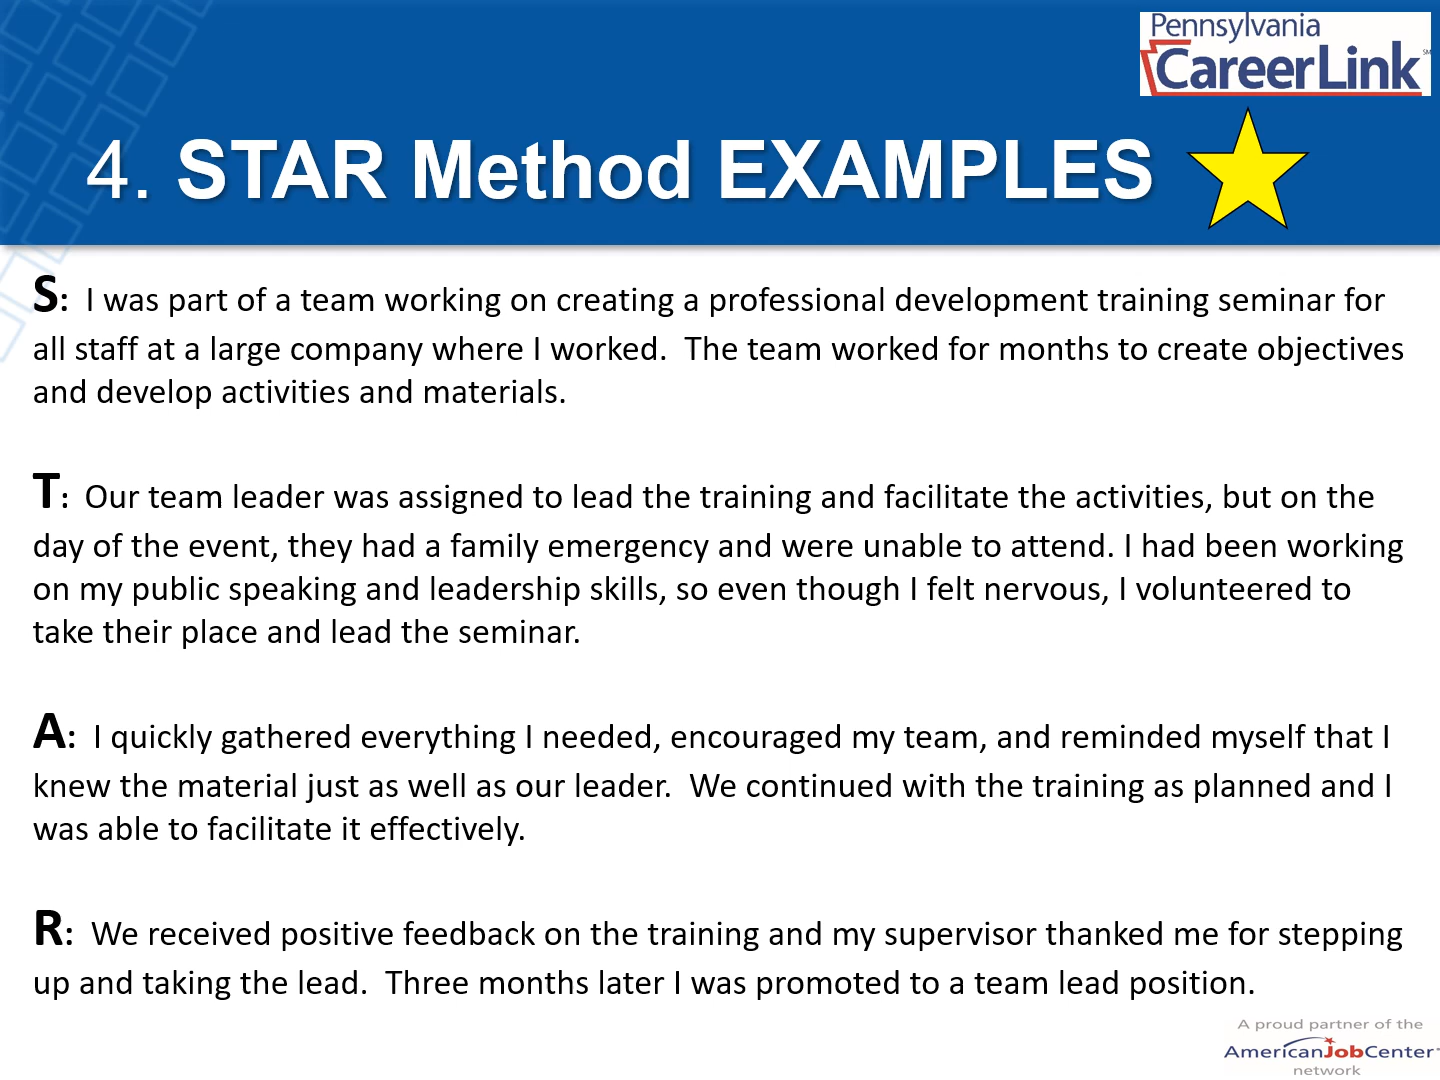 Pennsylvania
CareerLink℠
4. STAR Method EXAMPLES
S:  I was part of a team working on creating a professional development training seminar for
all staff at a large company where I worked.  The team worked for months to create objectives
and develop activities and materials.
T:  Our team leader was assigned to lead the training and facilitate the activities, but on the
day of the event, they had a family emergency and were unable to attend. I had been working
on my public speaking and leadership skills, so even though I felt nervous, I volunteered to
take their place and lead the seminar.
A:  I quickly gathered everything I needed, encouraged my team, and reminded myself that I
knew the material just as well as our leader.  We continued with the training as planned and I
was able to facilitate it effectively.
R:  We received positive feedback on the training and my supervisor thanked me for stepping
up and taking the lead.  Three months later I was promoted to a team lead position.
A proud partner of the
AmericanJobCenter
network